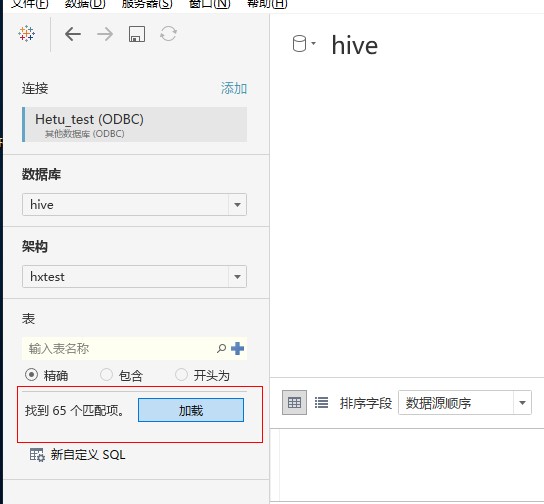 文件(F) 数据(D) 服务器(S) 窗口(N) 帮助(H)
hive
连接 添加
Hetu_test (ODBC)
其他数据库 (ODBC)
数据库
hive
架构
hxtest
表
输入表名称
精确 包含 开头为
找到 65 个匹配项。 加载
新自定义 SQL
排序字段 数据源顺序